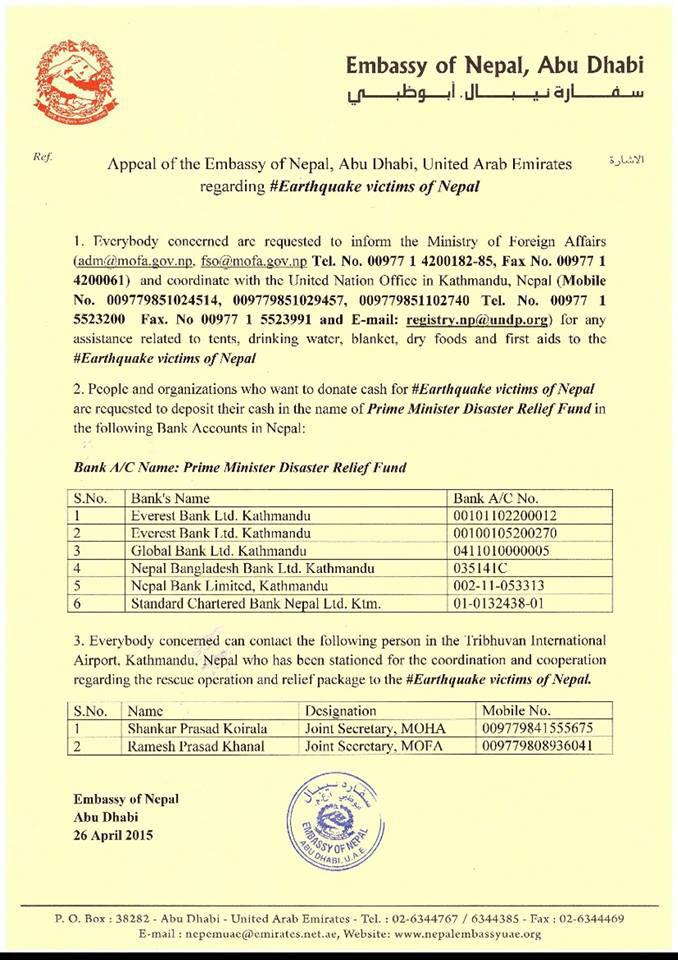 Embassy of Nepal, Abu Dhabi
سفارة نيبال. أبوظبي
Ref.
الاشارة
Appeal of the Embassy of Nepal, Abu Dhabi, United Arab Emirates
regarding #Earthquake victims of Nepal
1. Everybody concerned are requested to inform the Ministry of Foreign Affairs
(adm@mofa.gov.np, fso@mofa.gov.np Tel. No. 00977 1 4200182-85, Fax No. 00977 1
4200061) and coordinate with the United Nation Office in Kathmandu, Nepal (Mobile
No. 009779851024514, 009779851029457, 009779851102740 Tel. No. 00977 1
5523200 Fax. No 00977 1 5523991 and E-mail: registry.np@undp.org) for any
assistance related to tents, drinking water, blanket, dry foods and first aids to the
#Earthquake victims of Nepal
2. People and organizations who want to donate cash for #Earthquake victims of Nepal
are requested to deposit their cash in the name of Prime Minister Disaster Relief Fund in
the following Bank Accounts in Nepal:
Bank A/C Name: Prime Minister Disaster Relief Fund
S.No. Bank's Name Bank A/C No.
1 Everest Bank Ltd. Kathmandu 00101102200012
2 Everest Bank Ltd. Kathmandu 00100105200270
3 Global Bank Ltd. Kathmandu 0411010000005
4 Nepal Bangladesh Bank Ltd. Kathmandu 035141C
5 Nepal Bank Limited, Kathmandu 002-11-053313
6 Standard Chartered Bank Nepal Ltd. Ktm. 01-0132438-01
3. Everybody concerned can contact the following person in the Tribhuvan International
Airport, Kathmandu, Nepal who has been stationed for the coordination and cooperation
regarding the rescue operation and relief package to the #Earthquake victims of Nepal.
S.No. Name Designation Mobile No.
1 Shankar Prasad Koirala Joint Secretary, MOHA 009779841555675
2 Ramesh Prasad Khanal Joint Secretary, MOFA 009779808936041
Embassy of Nepal
Abu Dhabi
26 April 2015
سفارة نيبال
أبوظبي
EMBASSY OF NEPAL
ABU DHABI, U.A.E.
P. O. Box : 38282 - Abu Dhabi - United Arab Emirates - Tel. : 02-6344767 / 6344385 - Fax : 02-6344469
E-mail : nepemuae@emirates.net.ae, Website: www.nepalembassyuae.org